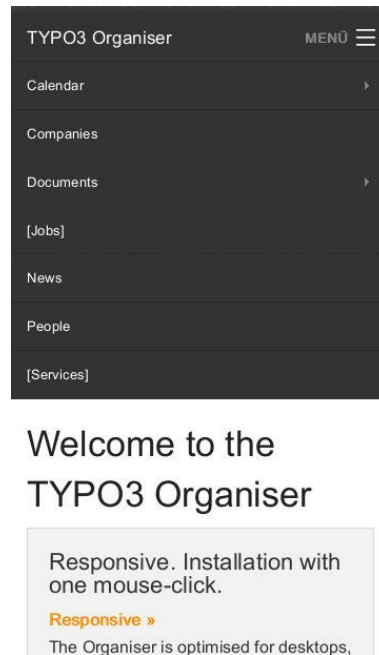 TYPO3 Organiser MENÜ
Calendar
Companies
Documents
[Jobs]
News
People
[Services]
Welcome to the
TYPO3 Organiser
Responsive. Installation with
one mouse-click.
Responsive »
The Organiser is optimised for desktops,